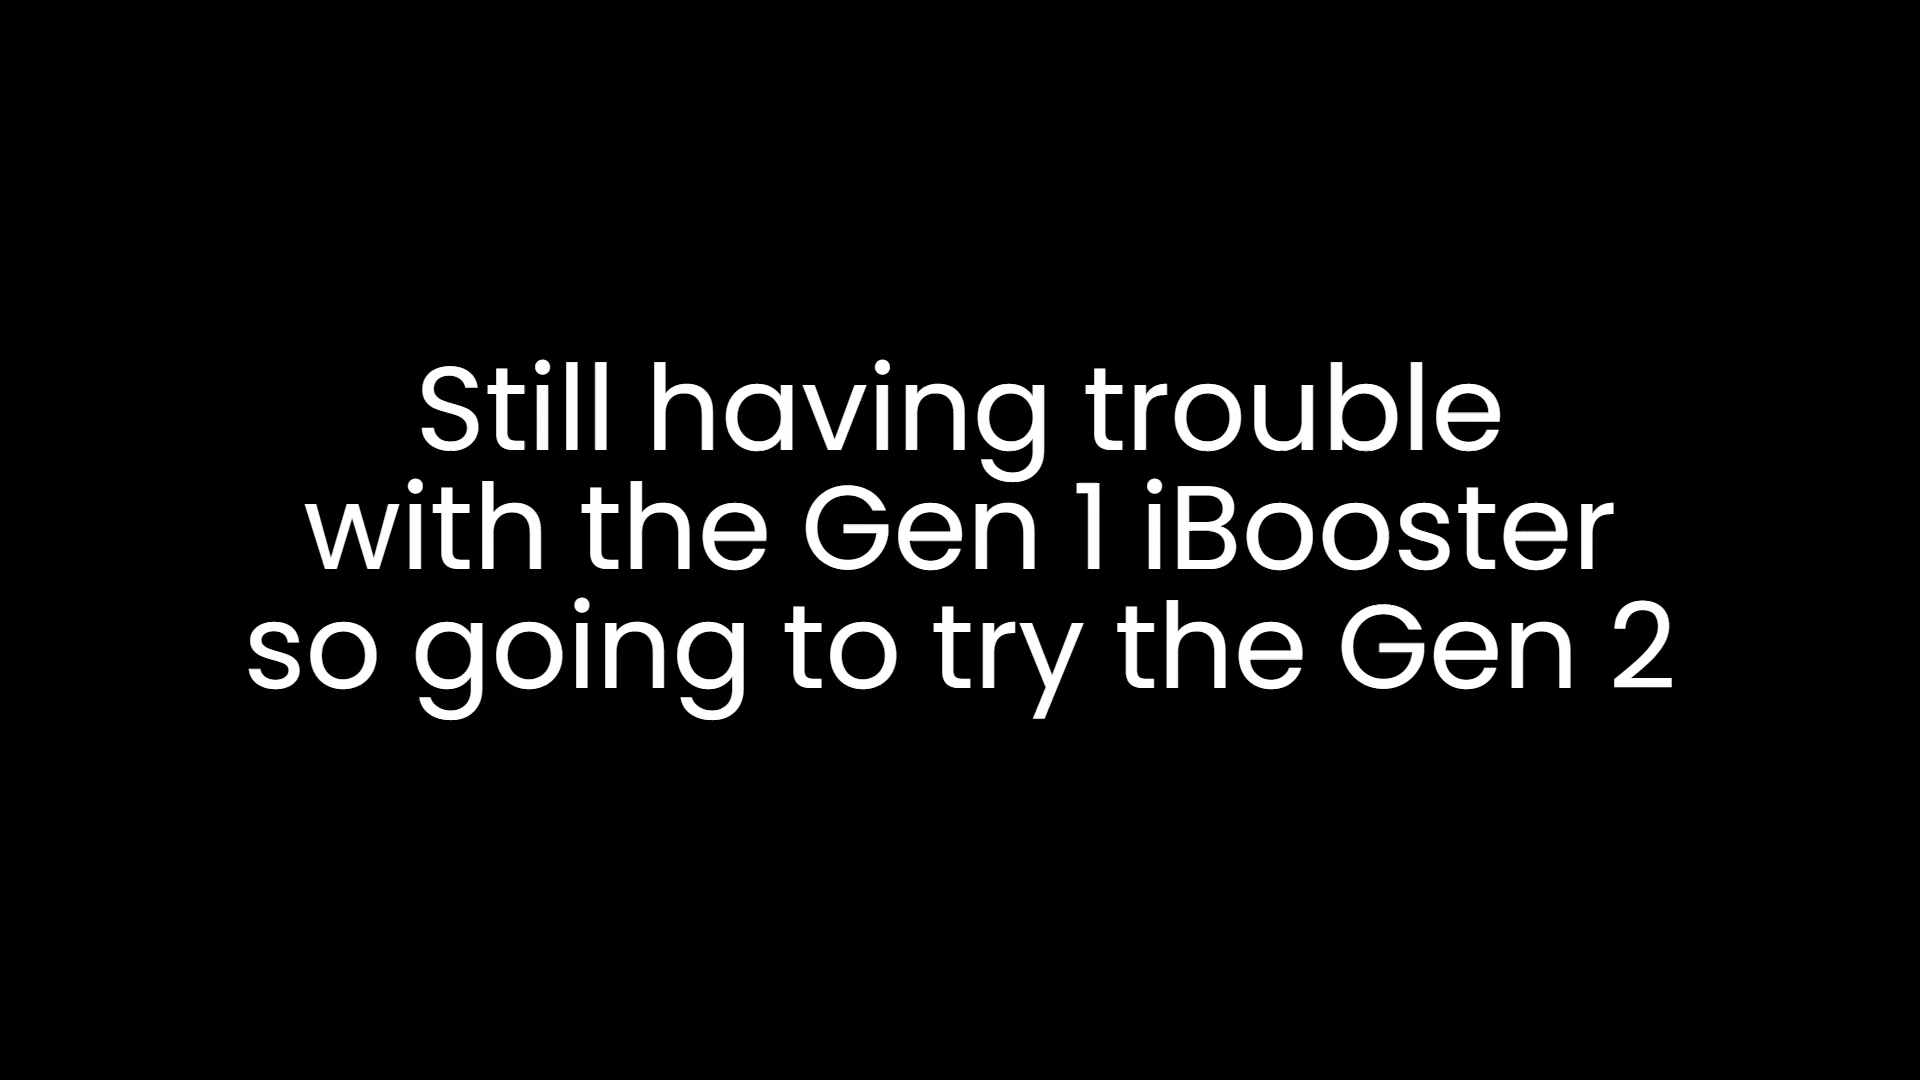 Still having trouble
with the Gen 1 iBooster
so going to try the Gen 2